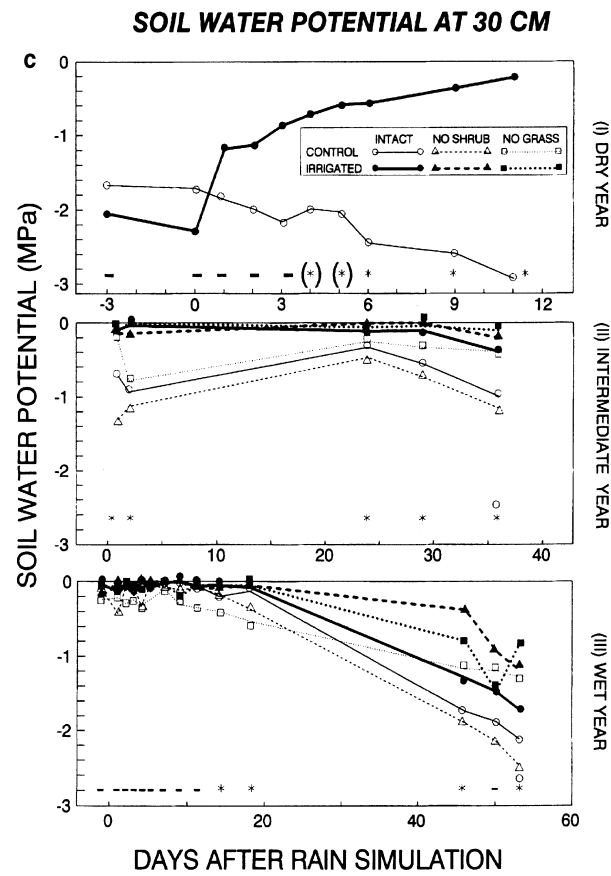 SOIL WATER POTENTIAL AT 30 CM
C
SOIL WATER POTENTIAL (MPa)
0
-1
-2
-3
INTACT NO SHRUB NO GRASS
CONTROL
IRRIGATED
- - - - - (*) (*) * * *
-3 0 3 6 9 12
(I) DRY YEAR
0
-1
-2
-3
* * * * *
0 10 20 30 40
(II) INTERMEDIATE YEAR
0
-1
-2
-3
* * * - *
0 20 40 60
(III) WET YEAR
DAYS AFTER RAIN SIMULATION